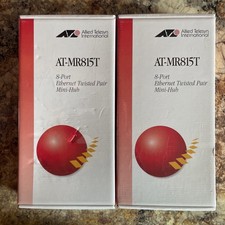 Allied Telesyn
International
AT-MR815T
8-Port
Ethernet Twisted Pair
Mini-Hub
Allied Telesyn
International
AT-MR815T
8-Port
Ethernet Twisted Pair
Mini-Hub